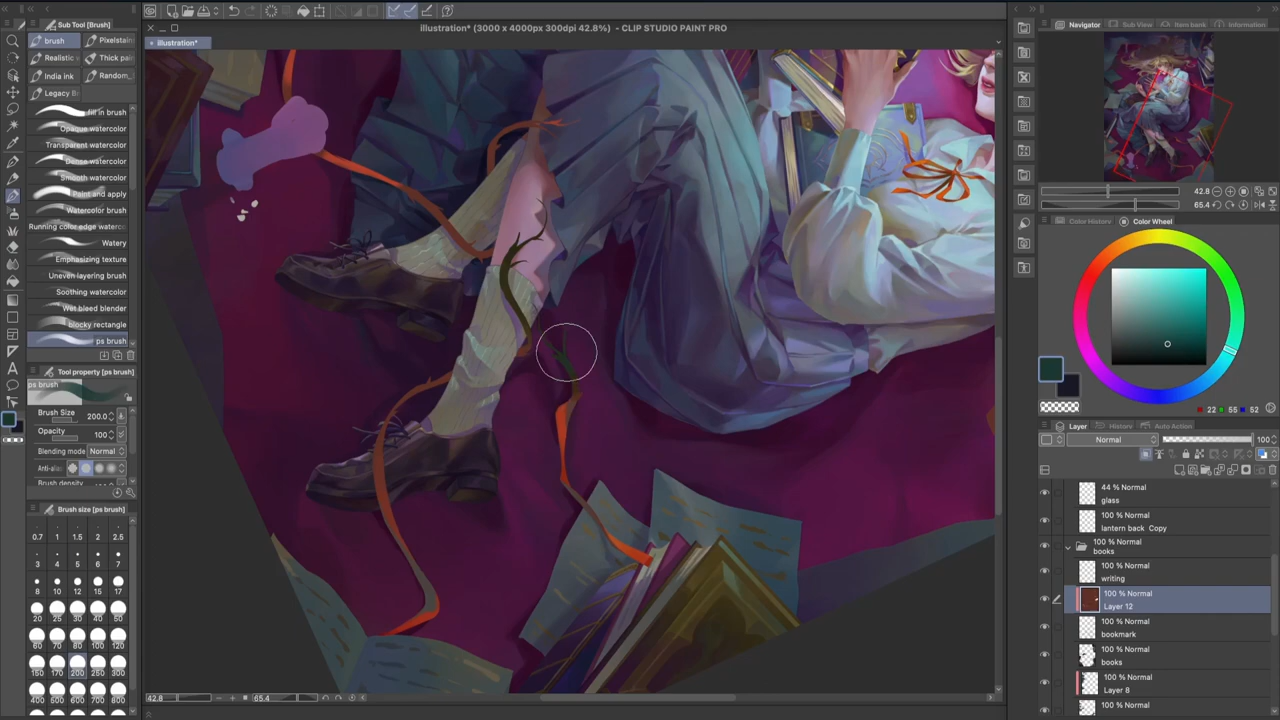 illustration* (3000 x 4000px 300dpi 42.8%) - CLIP STUDIO PAINT PRO
Sub Tool [Brush]
brush
Pixelstain
Realistic
Thick pai
India ink
Random_
Legacy B
fill in brush
Opaque watercolor
Transparent watercolor
Dense watercolor
Smooth watercolor
Paint and apply
Watercolor brush
Running color edge waterco
Watery
Emphasizing texture
Uneven layering brush
Soothing watercolor
Wet bleed blender
blocky rectangle
ps brush
Tool property [ps brush]
ps brush
Brush Size 200.0
Opacity 100
Blending mode Normal
Anti-alia
Brush density
Brush size [ps brush]
0.7 1 1.5 2 2.5
3 4 5 6 7
8 10 12 15 17
20 25 30 40 50
60 70 80 100 120
150 170 200 250 300
400 500 600 700 800
illustration*
42.8
65.4
Navigator Sub View Item bank Information
42.8
65.4
Color History Color Wheel
22 55 52
Layer History Auto Action
Normal 100
44 % Normal
glass
100 % Normal
lantern back Copy
100 % Normal
books
100 % Normal
writing
100 % Normal
Layer 12
100 % Normal
bookmark
100 % Normal
books
100 % Normal
Layer 8
100 % Normal